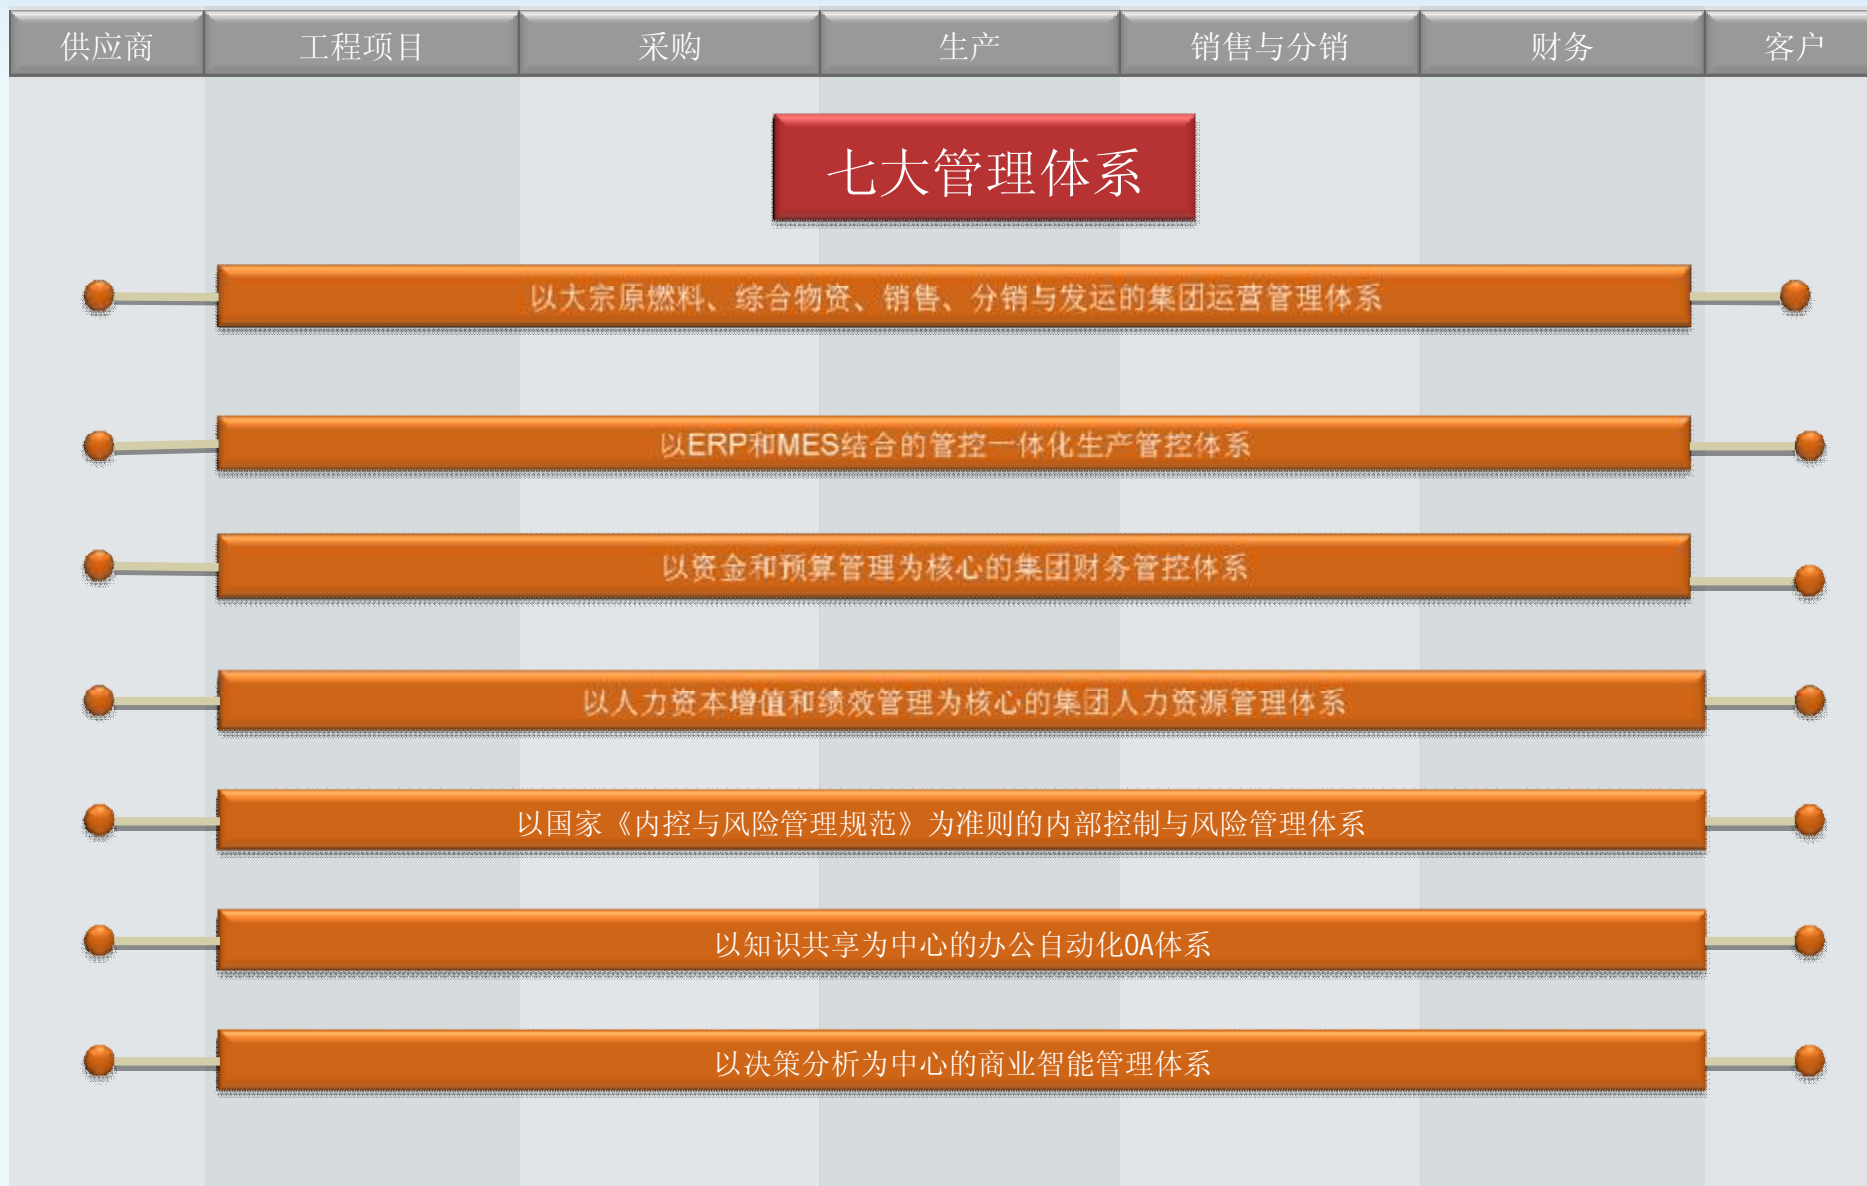 供应商 工程项目 采购 生产 销售与分销 财务 客户
七大管理体系
以大宗原燃料、综合物资、销售、分销与发运的集团运营管理体系
以ERP和MES结合的管控一体化生产管控体系
以资金和预算管理为核心的集团财务管控体系
以人力资本增值和绩效管理为核心的集团人力资源管理体系
以国家《内控与风险管理规范》为准则的内部控制与风险管理体系
以知识共享为中心的办公自动化OA体系
以决策分析为中心的商业智能管理体系